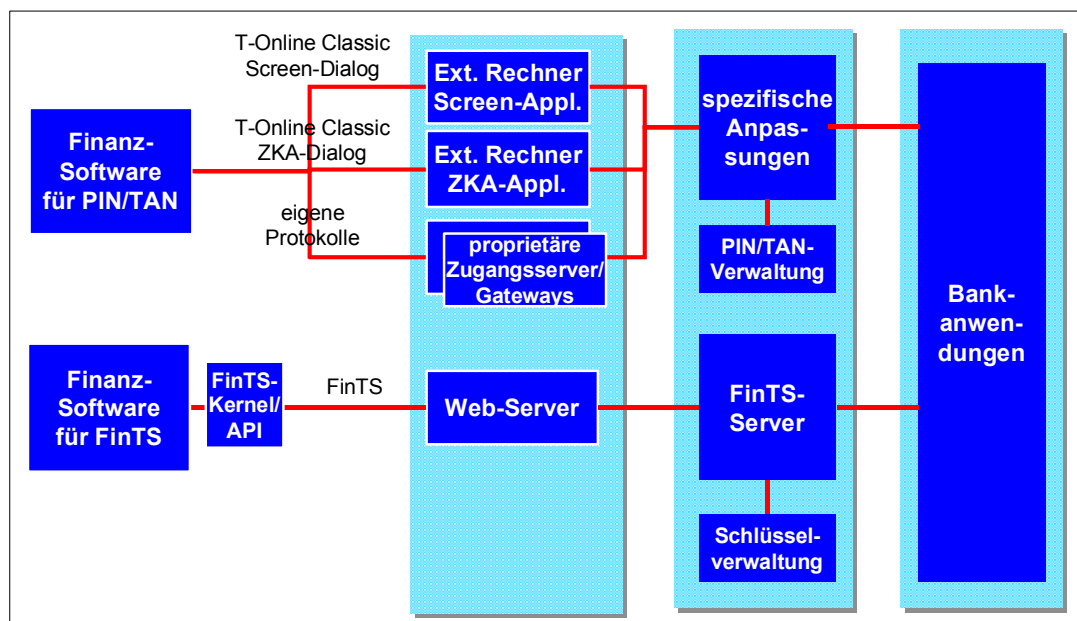 T-Online Classic
Screen-Dialog
Ext. Rechner
Screen-Appl.
spezifische
Anpas-
sungen
Finanz-
Software
für PIN/TAN
T-Online Classic
ZKA-Dialog
Ext. Rechner
ZKA-Appl.
eigene
Protokolle
proprietäre
Zugangsserver/
Gateways
PIN/TAN-
Verwaltung
Bank-
anwen-
dungen
Finanz-
Software
für FinTS
FinTS-
Kernel/
API
FinTS
Web-Server
FinTS-
Server
Schlüssel-
verwaltung